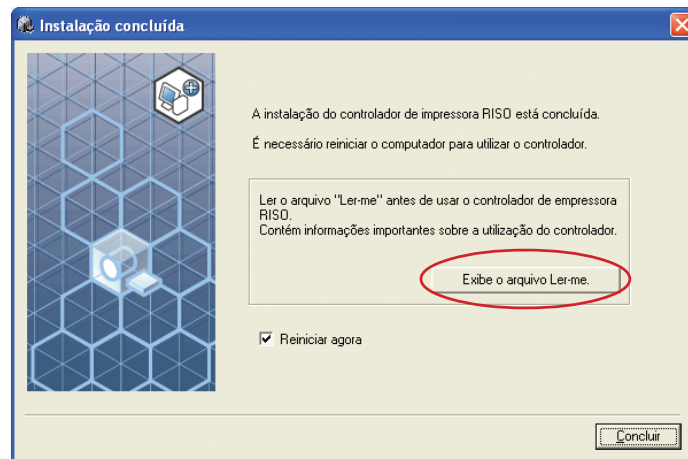 Instalação concluída
A instalação do controlador de impressora RISO está concluída.
É necessário reiniciar o computador para utilizar o controlador.
Ler o arquivo "Ler-me" antes de usar o controlador de empressora
RISO.
Contém informações importantes sobre a utilização do controlador.
Exibe o arquivo Ler-me.
Reiniciar agora
Concluir